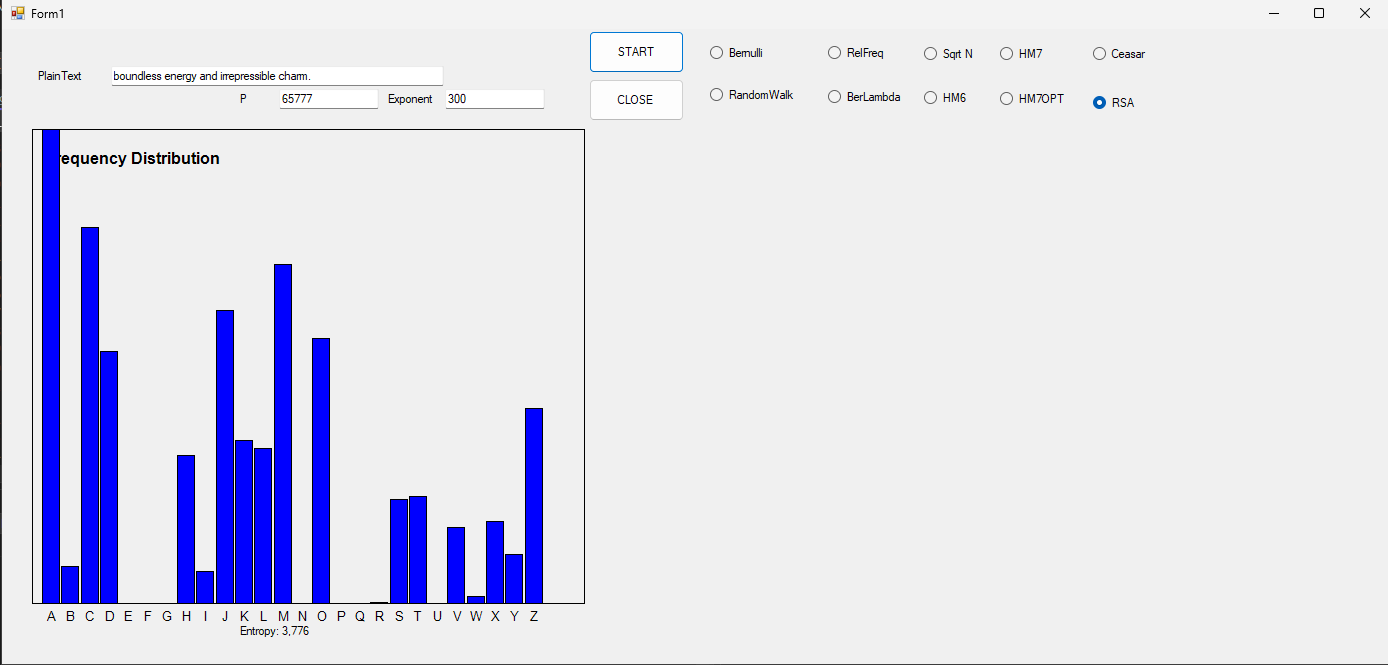 Form1
START
Bernulli
RelFreq
Sqrt N
HM7
Ceasar
PlainText
boundless energy and irrepressible charm.
P
65777
Exponent
300
CLOSE
RandomWalk
BerLambda
HM6
HM7OPT
RSA
requency Distribution
A B C D E F G H I J K L M N O P Q R S T U V W X Y Z
Entropy: 3,776